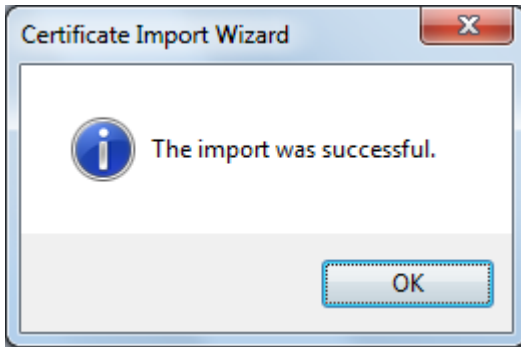 Certificate Import Wizard
The import was successful.
OK